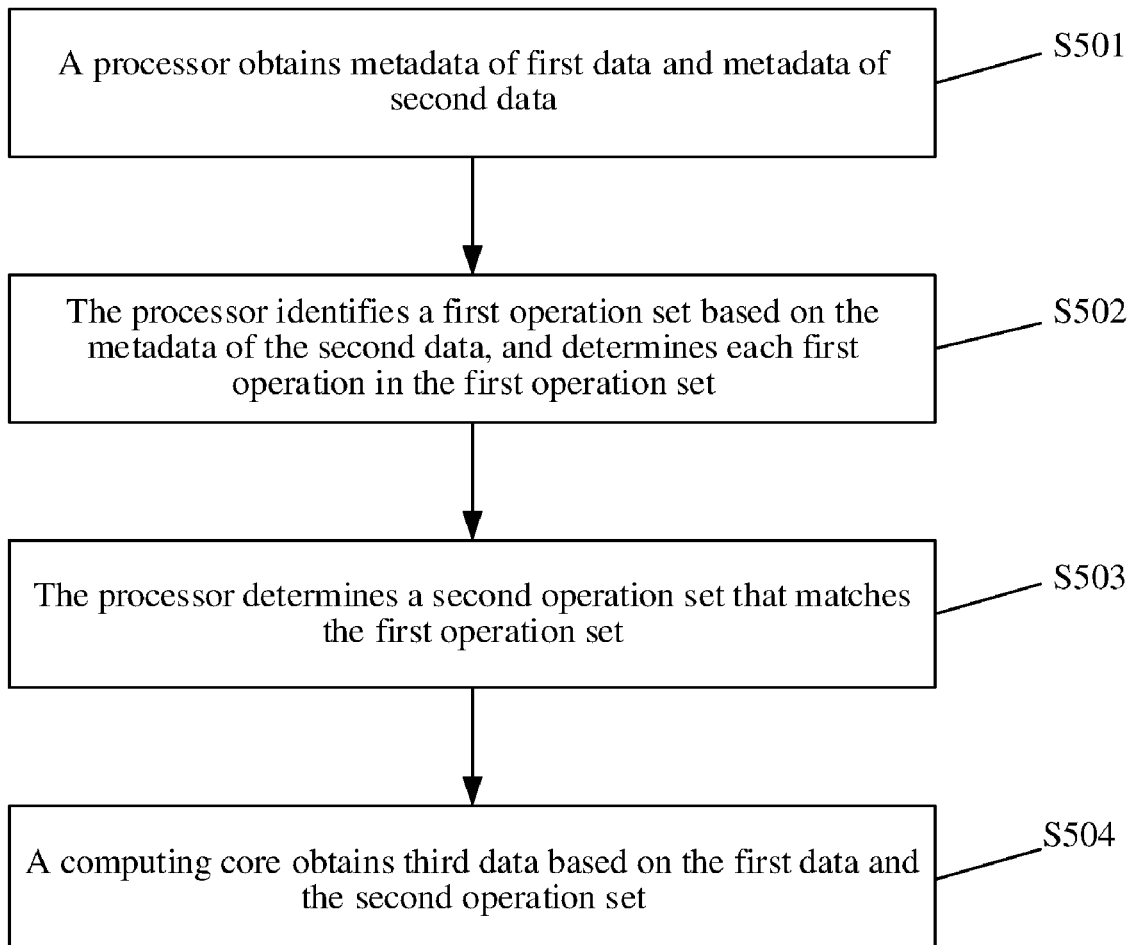 A processor obtains metadata of first data and metadata of
second data
S501
The processor identifies a first operation set based on the
metadata of the second data, and determines each first
operation in the first operation set
S502
The processor determines a second operation set that matches
the first operation set
S503
A computing core obtains third data based on the first data and
the second operation set
S504